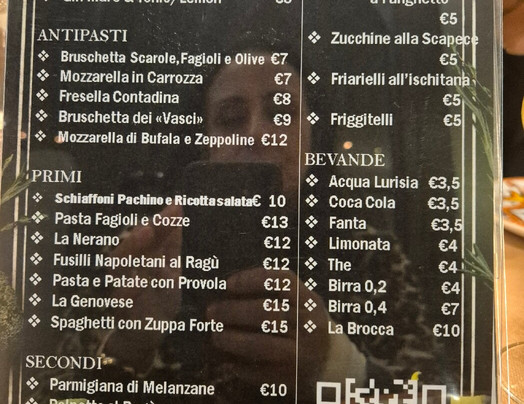 ANTIPASTI
❖ Bruschetta Scarole, Fagioli e Olive €7
❖ Mozzarella in Carrozza €7
❖ Fresella Contadina €8
❖ Bruschetta dei «Vasci» €9
❖ Mozzarella di Bufala e Zeppoline €12
PRIMI
❖ Schiaffoni Pachino e Ricotta salata€ 10
❖ Pasta Fagioli e Cozze €13
❖ La Nerano €12
❖ Fusilli Napoletani al Ragù €12
❖ Pasta e Patate con Provola €12
❖ La Genovese €15
❖ Spaghetti con Zuppa Forte €15
SECONDI
❖ Parmigiana di Melanzane €10
€5
❖ Zucchine alla Scapece
€5
❖ Friarielli all'ischitana
€5
❖ Friggitelli €5
BEVANDE
❖ Acqua Lurisia €3,5
❖ Coca Cola €3,5
❖ Fanta €3,5
❖ Limonata €4
❖ The €4
❖ Birra 0,2 €4
❖ Birra 0,4 €7
❖ La Brocca €10